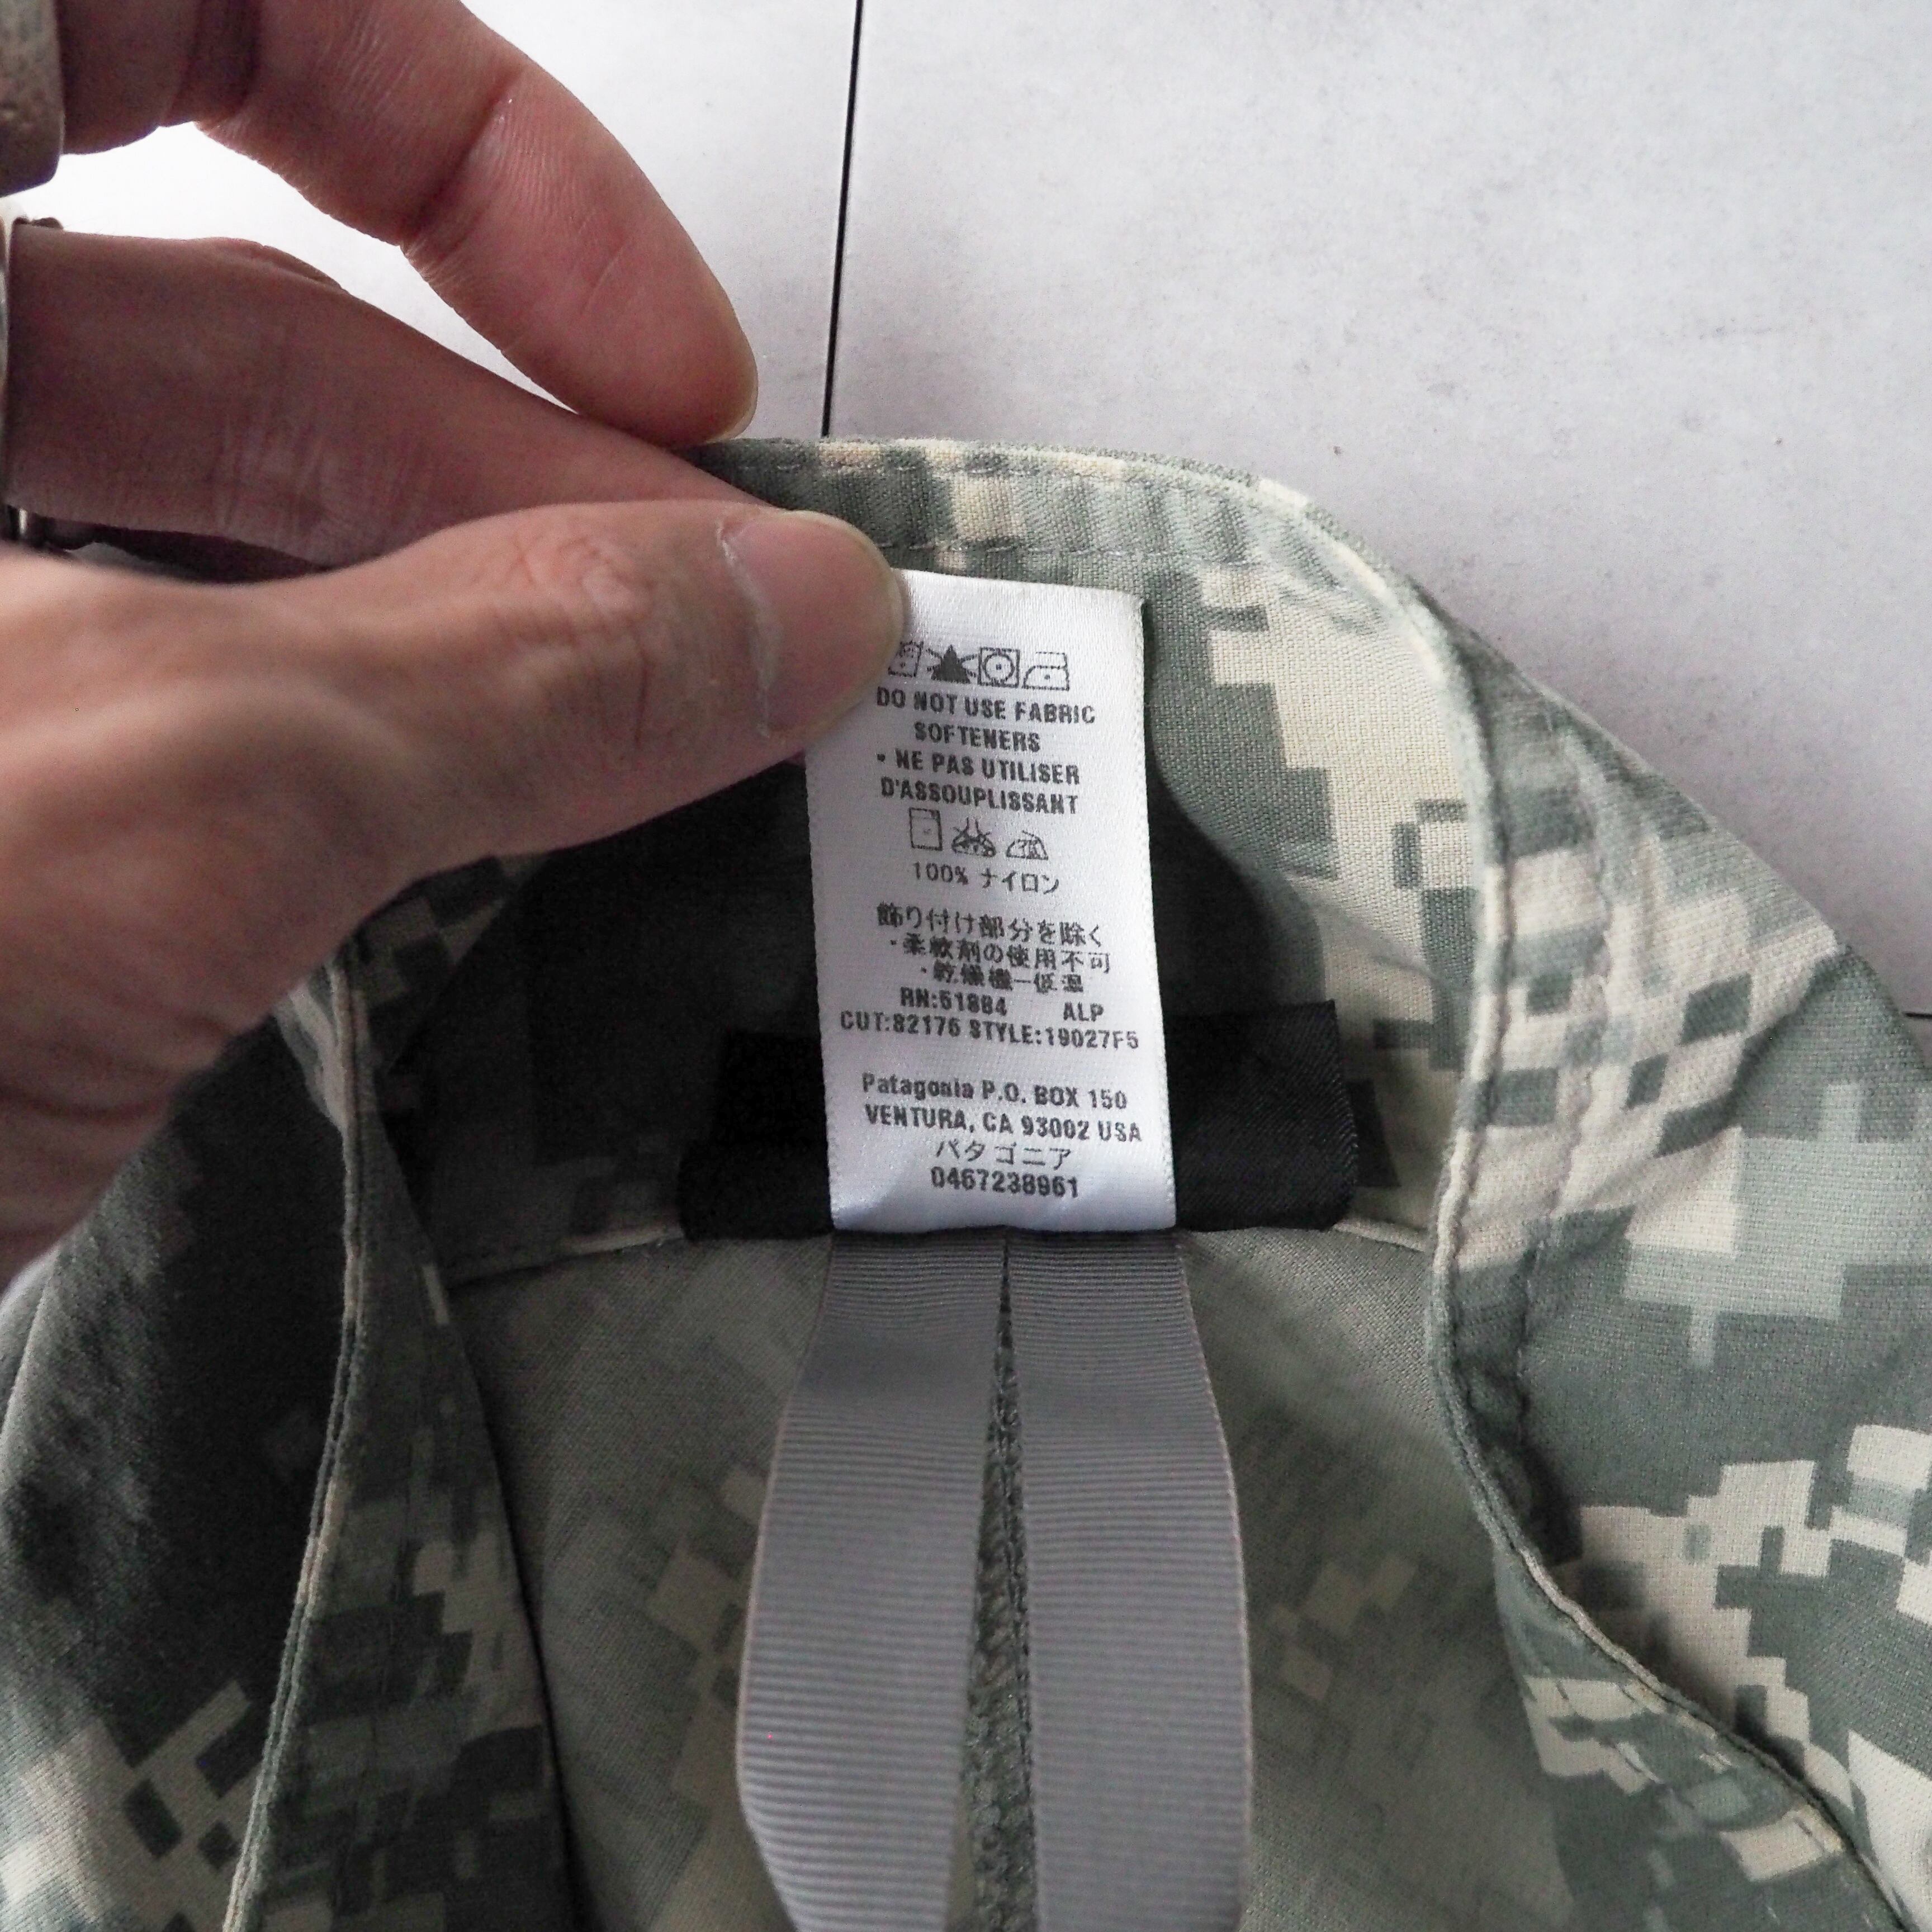 DO NOT USE FABRIC
SOFTENERS
• NE PAS UTILISER
D'ASSOUPLISSANT
100% ナイロン
飾り付け部分を除く
・柔軟剤の使用不可
・乾燥機一低温
RN:51884 ALP
CUT:82176 STYLE:19027F5
Patagonia P.O. BOX 150
VENTURA, CA 93002 USA
パタゴニア
0467238961